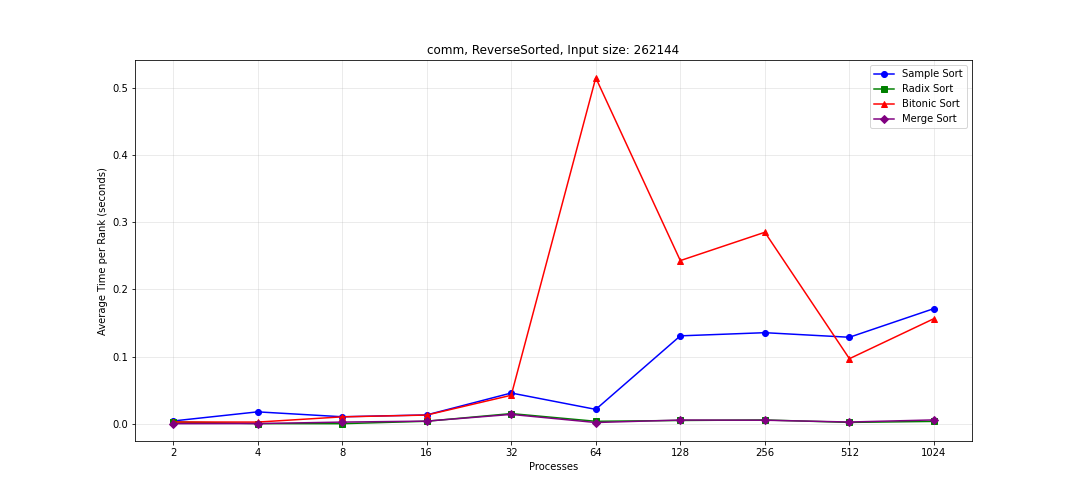 comm, ReverseSorted, Input size: 262144
Sample Sort
Radix Sort
Bitonic Sort
Merge Sort
Average Time per Rank (seconds)
0.5
0.4
0.3
0.2
0.1
0.0
2 4 8 16 32 64 128 256 512 1024
Processes